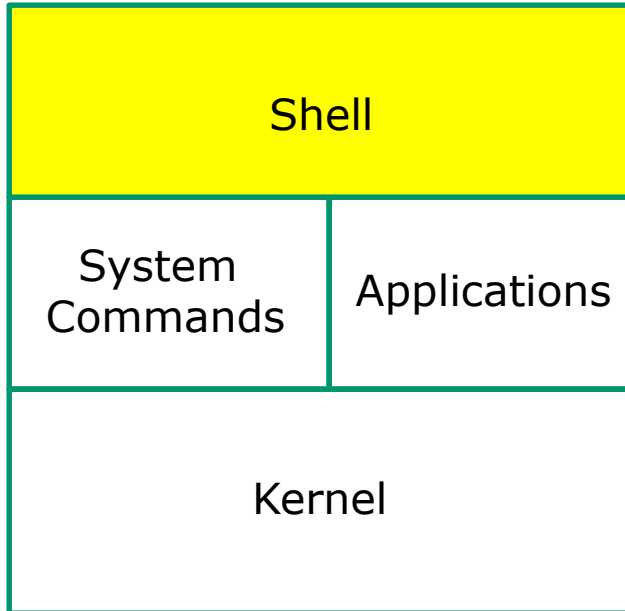 Shell
System
Commands
Applications
Kernel